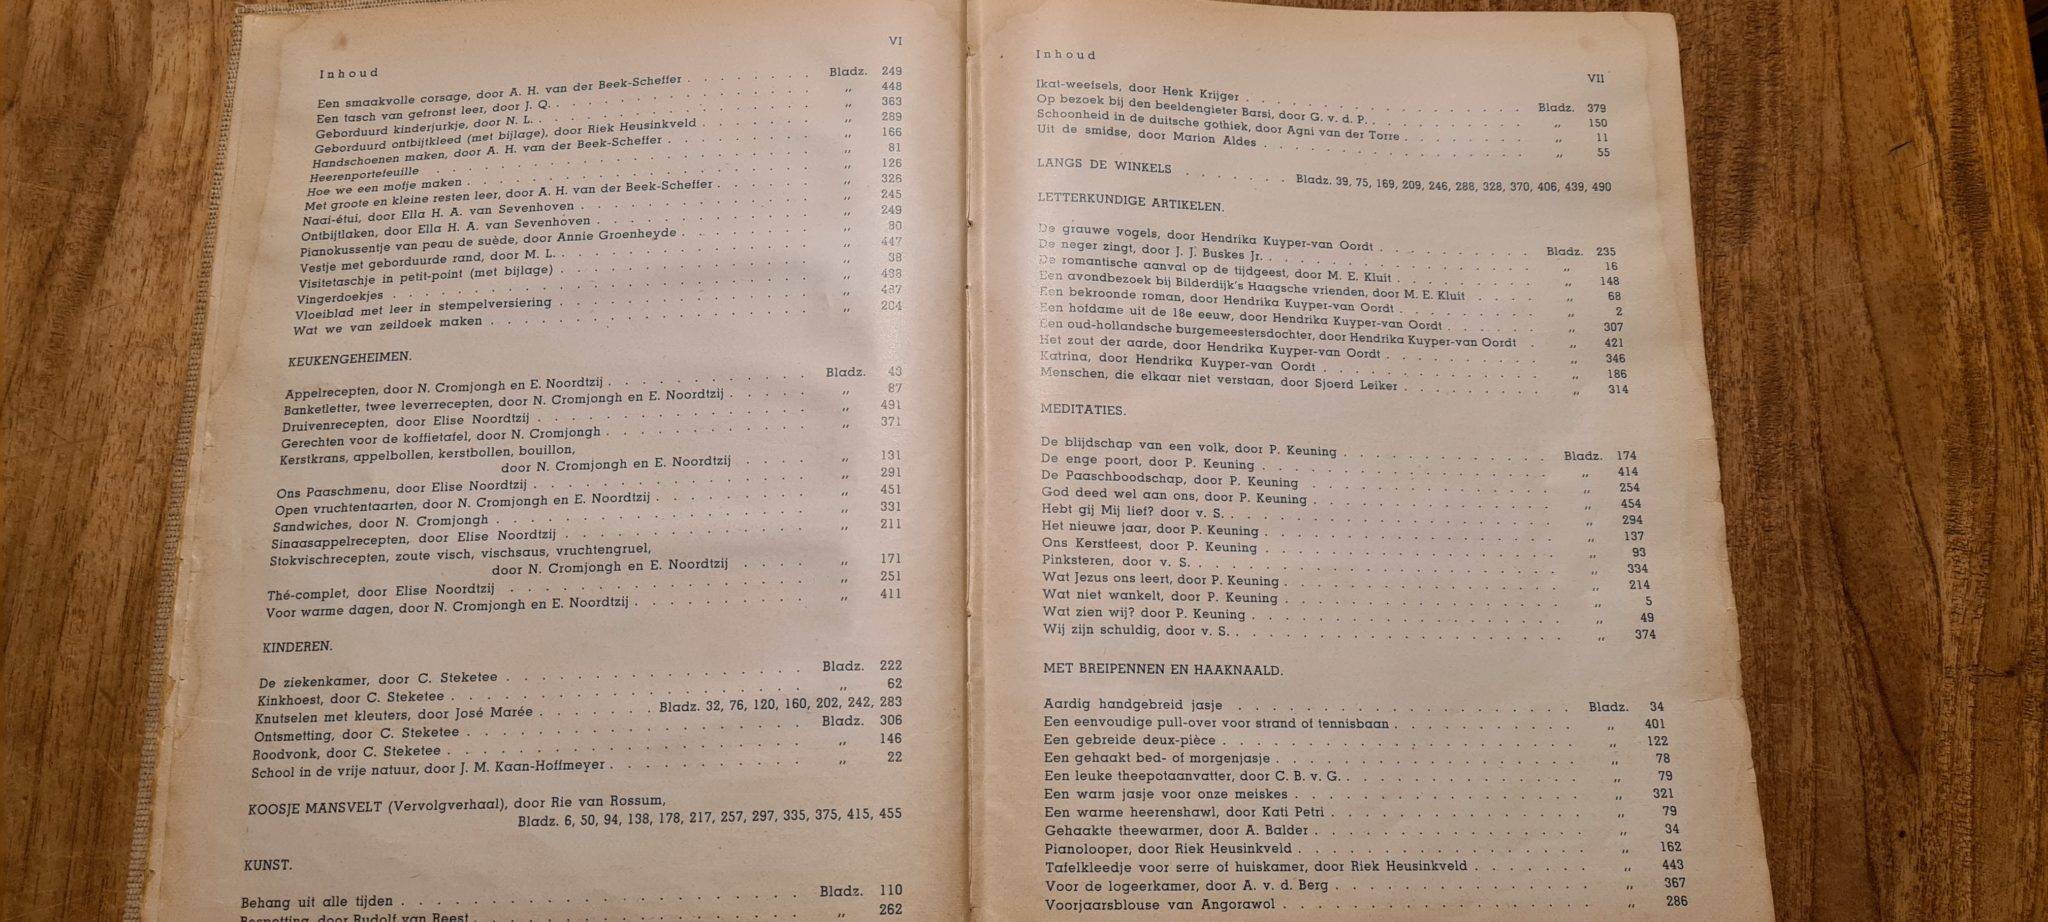 VI
Inhoud
Een smaakvolle corsage, door A. H. van der Beek-Scheffer . . . . . . . Bladz. 249
Een tasch van gefronst leer, door J. Q. . . . . . . . . . . . . . „ 448
Geborduurd kinderjurkje, door N. L. . . . . . . . . . . . . . „ 363
Geborduurd ontbijtkleed (met bijlage), door Riek Heusinkveld . . . . . . „ 289
Handschoenen maken, door A. H. van der Beek-Scheffer . . . . . . . „ 166
Heerenportefeuille . . . . . . . . . . . . . . . . „ 81
Hoe we een mofje maken . . . . . . . . . . . . . . . „ 126
Met groote en kleine resten leer, door A. H. van der Beek-Scheffer . . . . . „ 326
Naai-étui, door Ella H. A. van Sevenhoven . . . . . . . . . . „ 245
Ontbijtlaken, door Ella H. A. van Sevenhoven . . . . . . . . . . „ 249
Pianokussentje van peau de suède, door Annie Groenheyde . . . . . . „ 80
Vestje met geborduurde rand, door M. L. . . . . . . . . . . . „ 447
Visitetaschje in petit-point (met bijlage) . . . . . . . . . . . „ 38
Vingerdoekjes . . . . . . . . . . . . . . . . . „ 438
Vloeiblad met leer in stempelversiering . . . . . . . . . . . „ 437
Wat we van zeildoek maken . . . . . . . . . . . . . . „ 204
KEUKENGEHEIMEN.
Appelrecepten, door N. Cromjongh en E. Noordtzij . . . . . . . . Bladz. 43
Banketletter, twee leverrecepten, door N. Cromjongh en E. Noordtzij . . . . „ 87
Druivenrecepten, door Elise Noordtzij . . . . . . . . . . . „ 491
Gerechten voor de koffietafel, door N. Cromjongh . . . . . . . . . „ 371
Kerstkrans, appelbollen, kerstbollen, bouillon,
door N. Cromjongh en E. Noordtzij . . . . „ 131
Ons Paaschmenu, door Elise Noordtzij . . . . . . . . . . . „ 291
Open vruchtentaarten, door N. Cromjongh en E. Noordtzij . . . . . . . „ 451
Sandwiches, door N. Cromjongh . . . . . . . . . . . . . „ 331
Sinaasappelrecepten, door Elise Noordtzij . . . . . . . . . . „ 211
Stokvischrecepten, zoute visch, vischsaus, vruchtengruel,
door N. Cromjongh en E. Noordtzij . . . . „ 171
Thé-complet, door Elise Noordtzij . . . . . . . . . . . . „ 251
Voor warme dagen, door N. Cromjongh en E. Noordtzij . . . . . . . „ 411
KINDEREN.
De ziekenkamer, door C. Steketee . . . . . . . . . . . . Bladz. 222
Kinkhoest, door C. Steketee . . . . . . . . . . . . . . „ 62
Knutselen met kleuters, door José Marée . . . . . . Bladz. 32, 76, 120, 160, 202, 242, 283
Ontsmetting, door C. Steketee . . . . . . . . . . . . . Bladz. 306
Roodvonk, door C. Steketee . . . . . . . . . . . . . . „ 146
School in de vrije natuur, door J. M. Kaan-Hoffmeyer . . . . . . . . „ 22
KOOSJE MANSVELT (Vervolgverhaal), door Rie van Rossum,
Bladz. 6, 50, 94, 138, 178, 217, 257, 297, 335, 375, 415, 455
KUNST.
Behang uit alle tijden . . . . . . . . . . . . . . . Bladz. 110
Bespotting, door Rudolf van Reest . . . . . . . . . . . . „ 262
Inhoud
VII
Ikat-weefsels, door Henk Krijger . . . . . . . . . . . . . Bladz. 379
Op bezoek bij den beeldengieter Barsi, door G. v. d. P. . . . . . . . . „ 150
Schoonheid in de duitsche gothiek, door Agni van der Torre . . . . . . „ 11
Uit de smidse, door Marion Aldes . . . . . . . . . . . . „ 55
LANGS DE WINKELS . . . . . . . Bladz. 39, 75, 169, 209, 246, 288, 328, 370, 406, 439, 490
LETTERKUNDIGE ARTIKELEN.
De grauwe vogels, door Hendrika Kuyper-van Oordt . . . . . . . . Bladz. 235
De neger zingt, door J. J. Buskes Jr. . . . . . . . . . . . . „ 16
De romantische aanval op de tijdgeest, door M. E. Kluit . . . . . . . „ 148
Een avondbezoek bij Bilderdijk's Haagsche vrienden, door M. E. Kluit . . . . „ 68
Een bekroonde roman, door Hendrika Kuyper-van Oordt . . . . . . . „ 2
Een hofdame uit de 18e eeuw, door Hendrika Kuyper-van Oordt . . . . . „ 307
Een oud-hollandsche burgemeestersdochter, door Hendrika Kuyper-van Oordt . „ 421
Het zout der aarde, door Hendrika Kuyper-van Oordt . . . . . . . . „ 346
Katrina, door Hendrika Kuyper-van Oordt . . . . . . . . . . „ 186
Menschen, die elkaar niet verstaan, door Sjoerd Leiker . . . . . . . „ 314
MEDITATIES.
De blijdschap van een volk, door P. Keuning . . . . . . . . . . Bladz. 174
De enge poort, door P. Keuning . . . . . . . . . . . . . „ 414
De Paaschboodschap, door P. Keuning . . . . . . . . . . . „ 254
God deed wel aan ons, door P. Keuning . . . . . . . . . . . „ 454
Hebt gij Mij lief? door v. S. . . . . . . . . . . . . . . „ 294
Het nieuwe jaar, door P. Keuning . . . . . . . . . . . . „ 137
Ons Kerstfeest, door P. Keuning . . . . . . . . . . . . . „ 93
Pinksteren, door v. S. . . . . . . . . . . . . . . . . „ 334
Wat Jezus ons leert, door P. Keuning . . . . . . . . . . . . „ 214
Wat niet wankelt, door P. Keuning . . . . . . . . . . . . „ 5
Wat zien wij? door P. Keuning . . . . . . . . . . . . . „ 49
Wij zijn schuldig, door v. S. . . . . . . . . . . . . . . „ 374
MET BREIPENNEN EN HAAKNAALD.
Aardig handgebreid jasje . . . . . . . . . . . . . . Bladz. 34
Een eenvoudige pull-over voor strand of tennisbaan . . . . . . . . „ 401
Een gebreide deux-pièce . . . . . . . . . . . . . . . „ 122
Een gehaakt bed- of morgenjasje . . . . . . . . . . . . . „ 78
Een leuke theepotaanvatter, door C. B. v. G. . . . . . . . . . . „ 79
Een warm jasje voor onze meiskes . . . . . . . . . . . . „ 321
Een warme heerenshawl, door Kati Petri . . . . . . . . . . . „ 79
Gehaakte theewarmer, door A. Balder . . . . . . . . . . . „ 34
Pianolooper, door Riek Heusinkveld . . . . . . . . . . . . „ 162
Tafelkleedje voor serre of huiskamer, door Riek Heusinkveld . . . . . . „ 443
Voor de logeerkamer, door A. v. d. Berg . . . . . . . . . . . „ 367
Voorjaarsblouse van Angorawol . . . . . . . . . . . . . „ 286